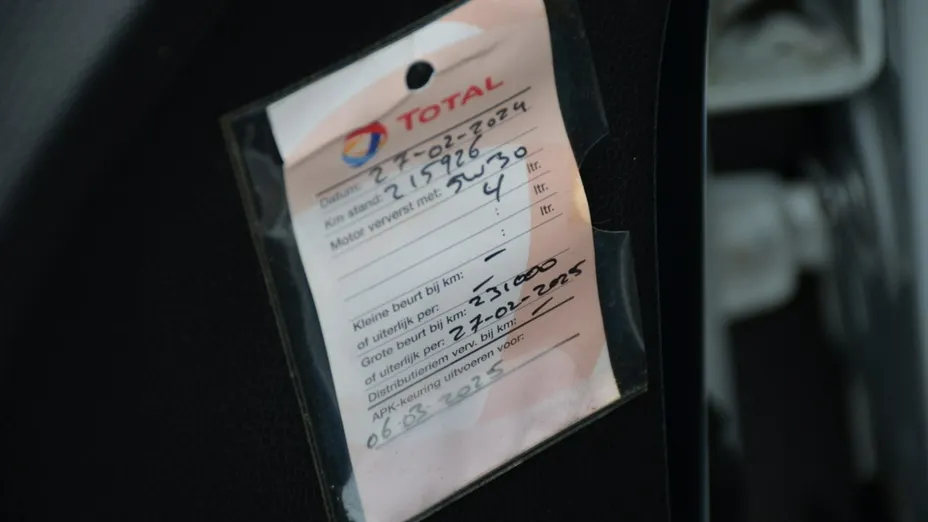 TOTAL
Datum: 27-02-2024
Km stand: 215926
Motor ververst met: 5W30
4 ltr.
: ltr.
: ltr.
Kleine beurt bij km: -
of uiterlijk per: -
Grote beurt bij km: 231000
of uiterlijk per: 27-02-2025
Distributieriem verv. bij km: -
APK-keuring uitvoeren voor:
06-03-2025